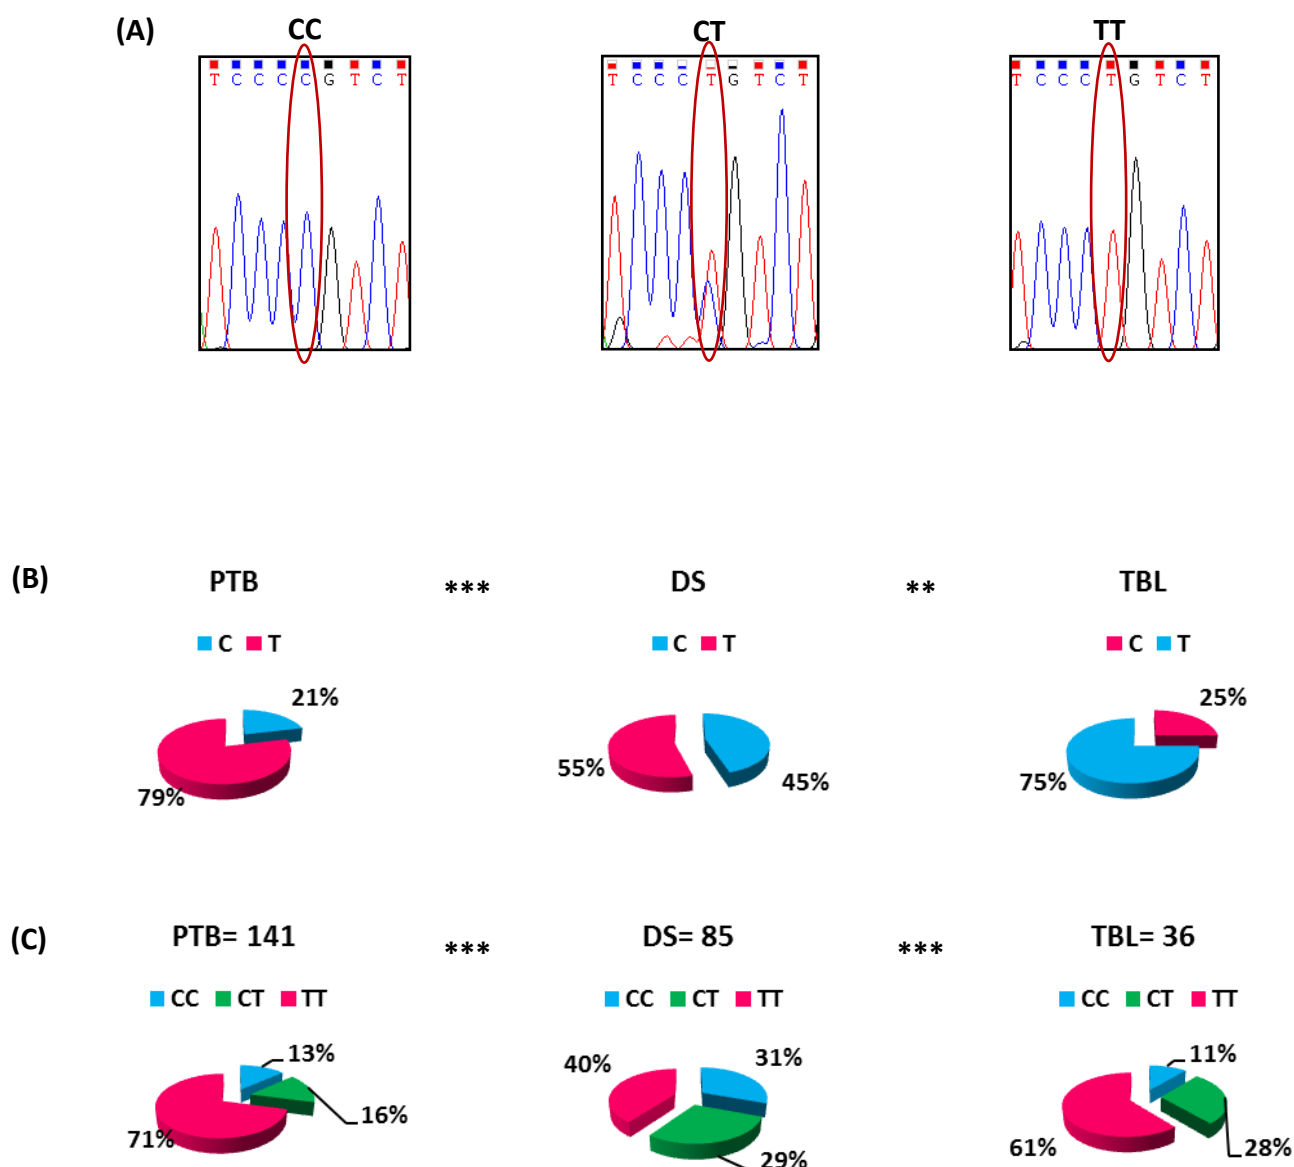 (A) CC CT TT
T C C C C G T C T T C C C T G T C T T C C C T G T C T
(B) PTB *** DS ** TBL
C T C T C T
21% 25%
55% 45% 75%
79%
(C) PTB= 141 *** DS= 85 *** TBL= 36
CC CT TT CC CT TT CC CT TT
13% 40% 31% 11%
16%
71% 61% 28%
29%